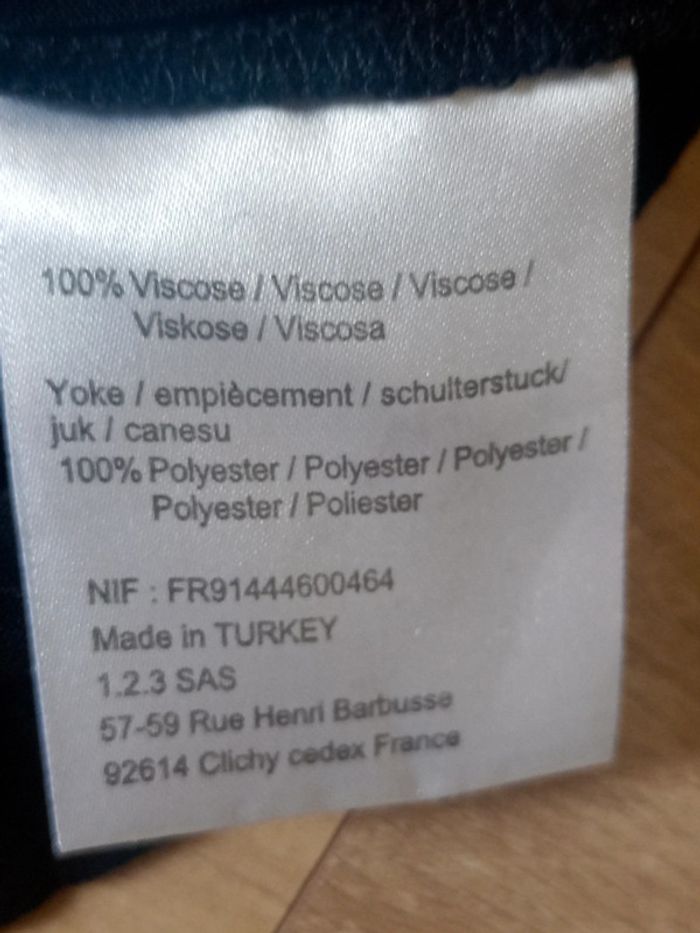 100% Viscose / Viscose / Viscose /
Viskose / Viscosa
Yoke / empiècement / schulterstuck/
juk / canesu
100% Polyester / Polyester / Polyester /
Polyester / Poliester
NIF : FR91444600464
Made in TURKEY
1.2.3 SAS
57-59 Rue Henri Barbusse
92614 Clichy cedex France